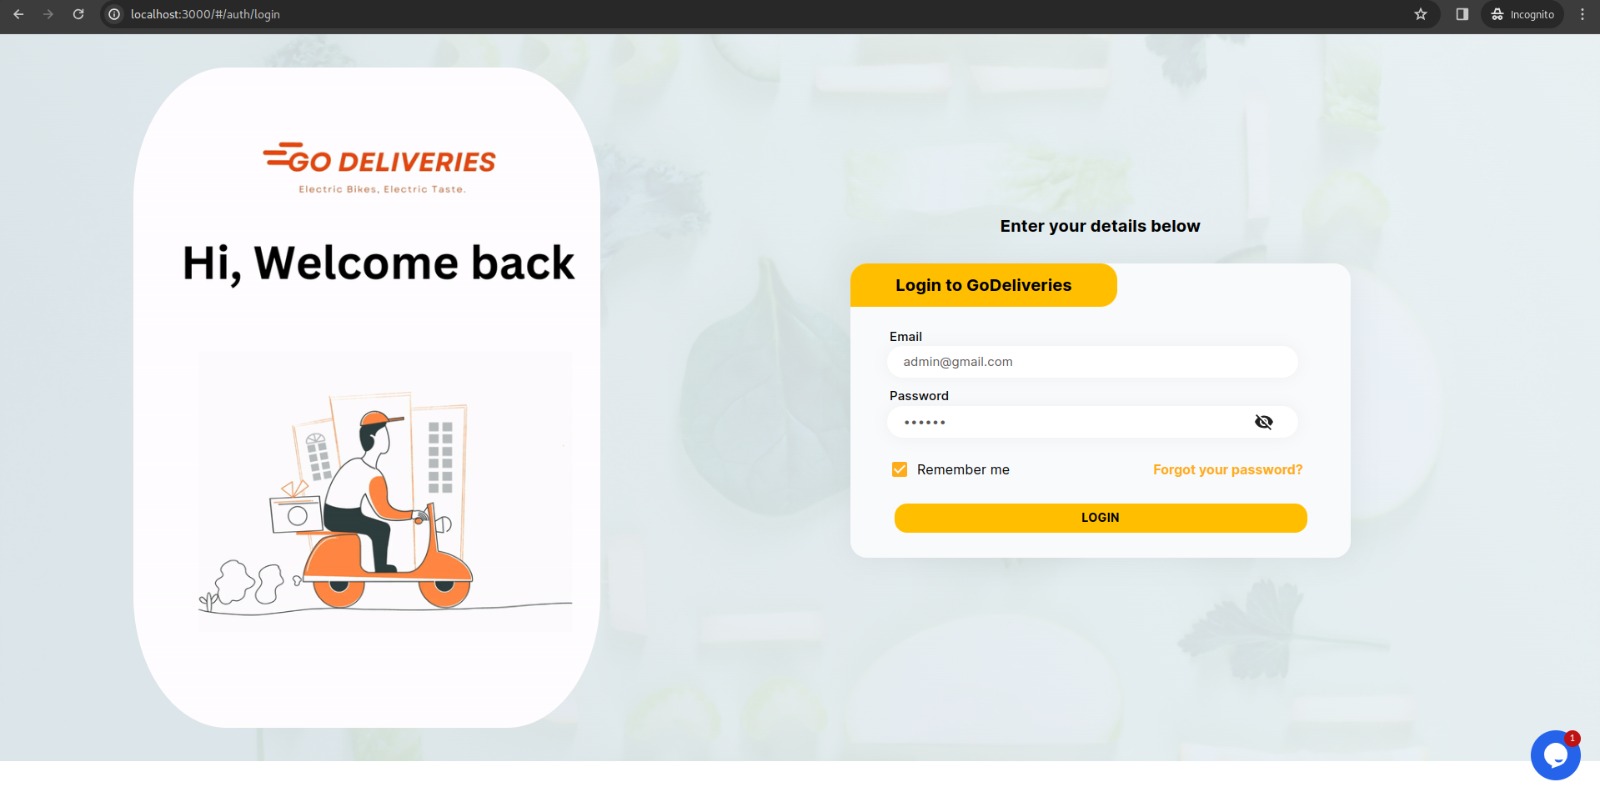 localhost:3000/#/auth/login
Incognito
GO DELIVERIES
Electric Bikes, Electric Taste.
Hi, Welcome back
Enter your details below
Login to GoDeliveries
Email
admin@gmail.com
Password
••••••
Remember me
Forgot your password?
LOGIN
1